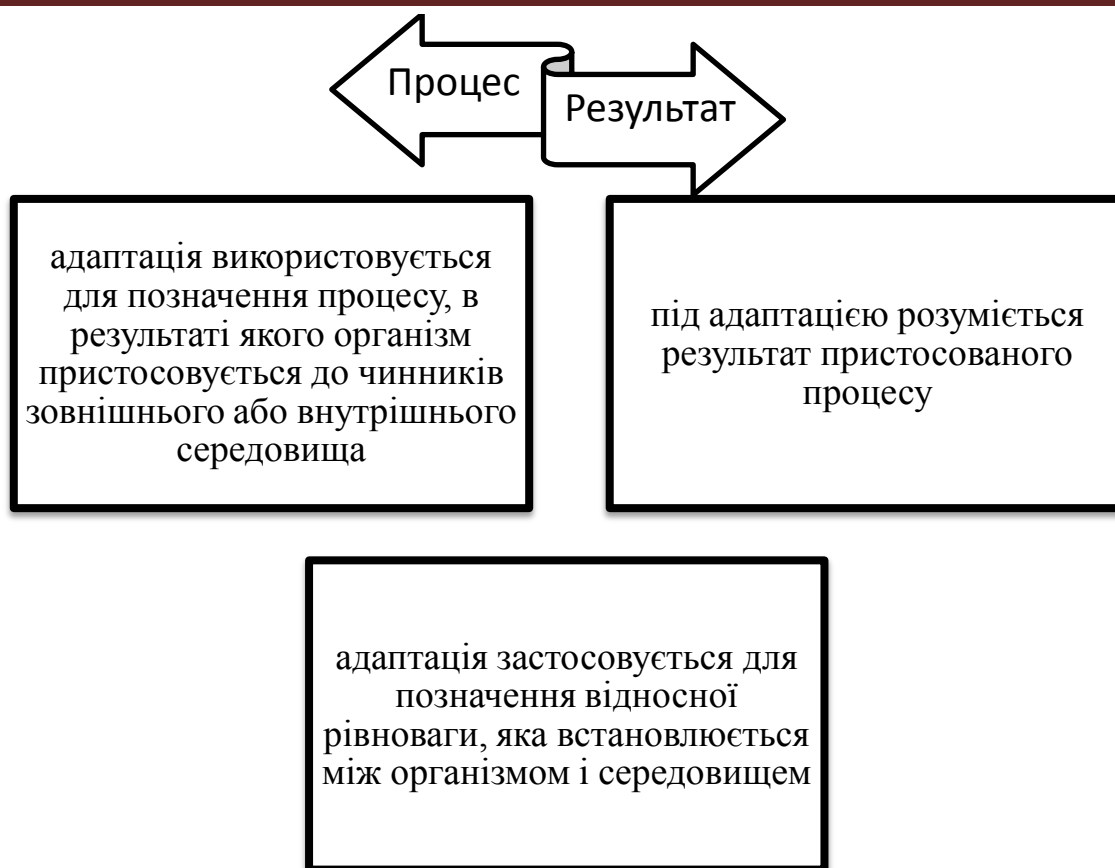 Процес
Результат
адаптація використовується
для позначення процесу, в
результаті якого організм
пристосовується до чинників
зовнішнього або внутрішнього
середовища
під адаптацією розуміється
результат пристосованого
процесу
адаптація застосовується для
позначення відносної
рівноваги, яка встановлюється
між організмом і середовищем